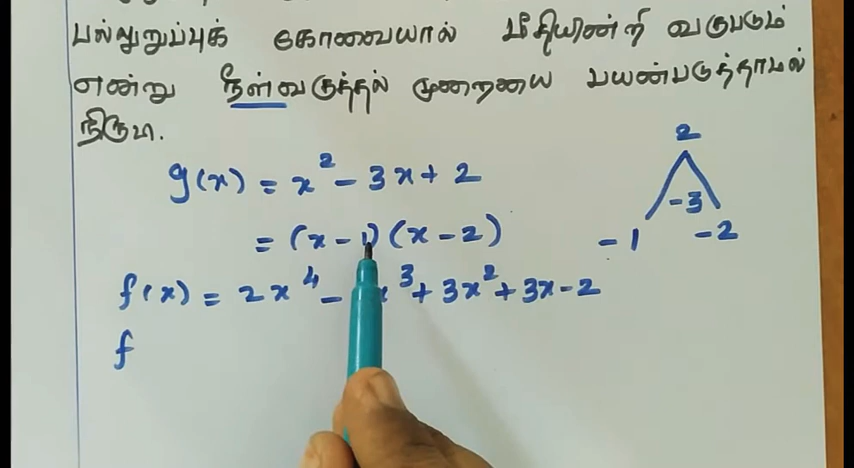 பல்லுறுப்புக் கோவையால் மீதியின்றி வகுபடும்
என்று நீள்வகுத்தல் முறையை பயன்படுத்தாமல்
நிரூபி.
2
g(x) = x² - 3x + 2
-3
= (x - 1)(x - 2)
-1 -2
f(x) = 2x⁴ - x³ + 3x² + 3x - 2
f